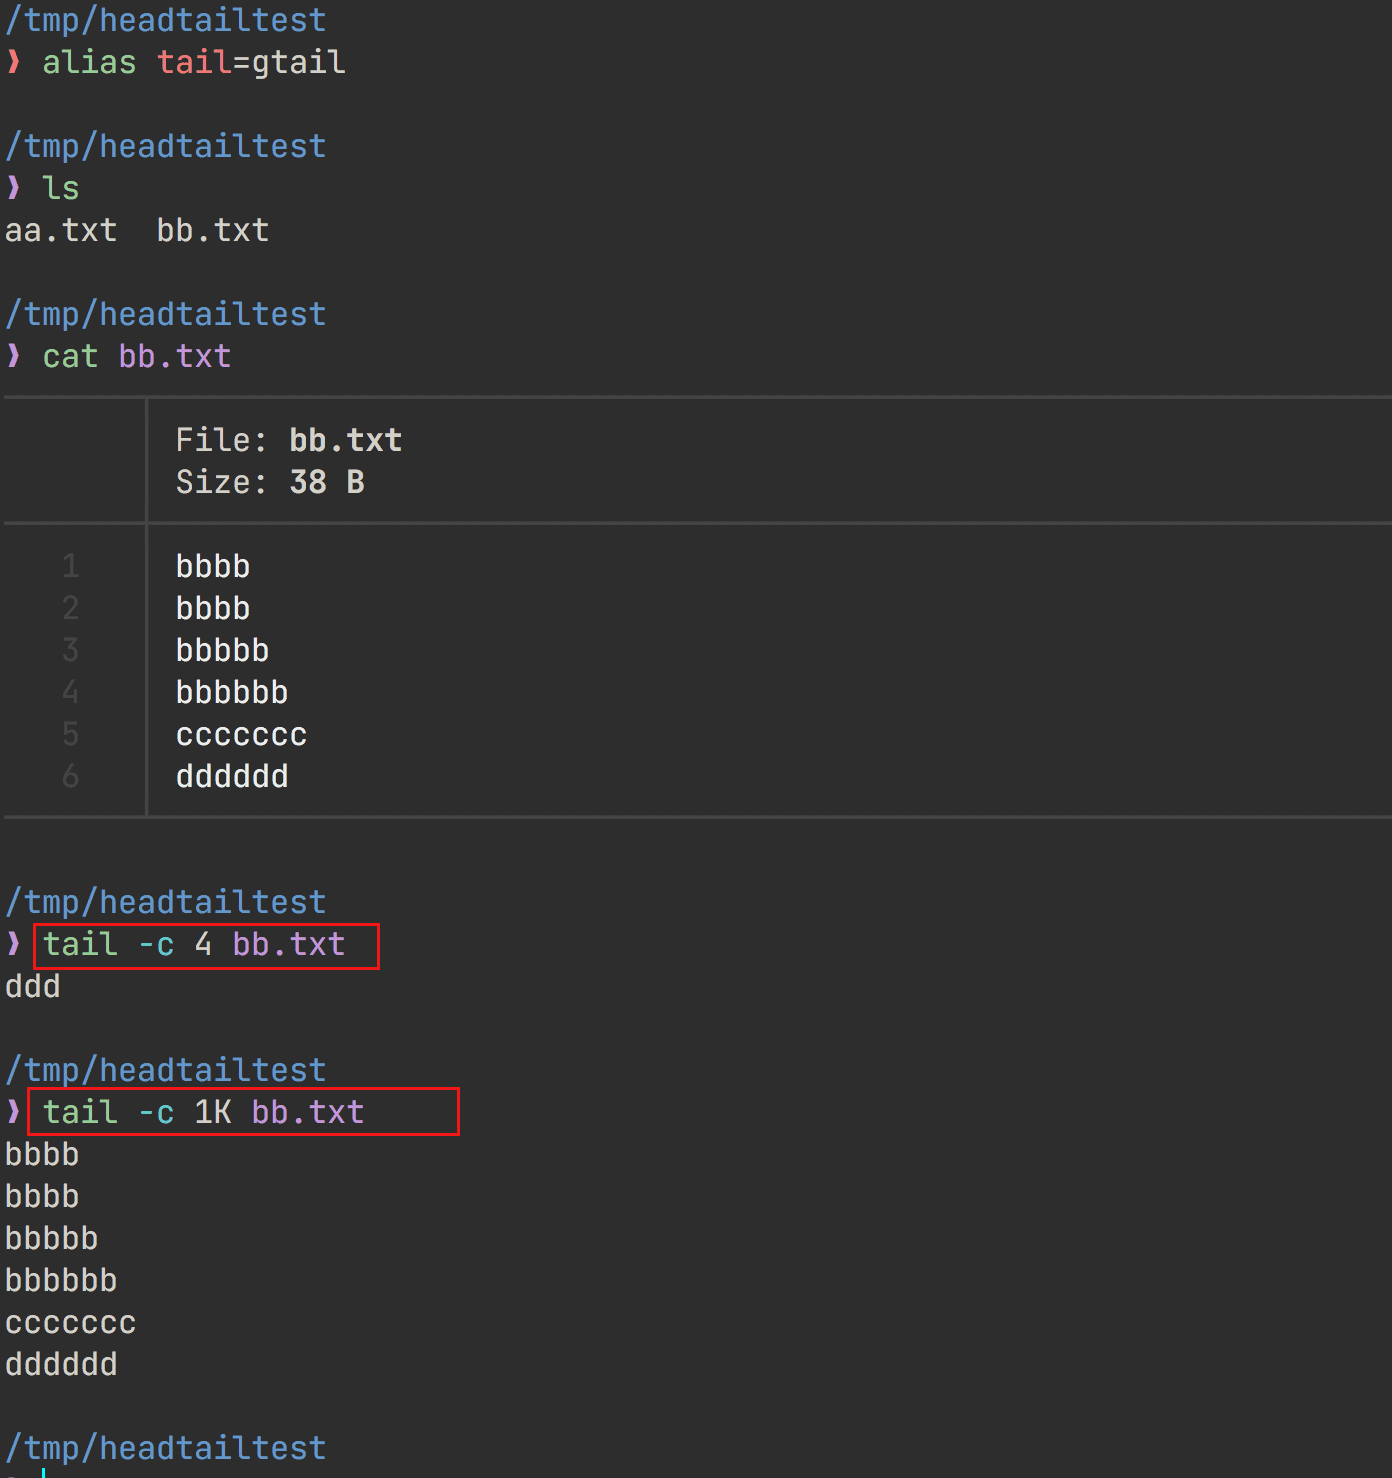 /tmp/headtailtest
❱ alias tail=gtail
/tmp/headtailtest
❱ ls
aa.txt  bb.txt
/tmp/headtailtest
❱ cat bb.txt
File: bb.txt
Size: 38 B
1 bbbb
2 bbbb
3 bbbbb
4 bbbbbb
5 ccccccc
6 dddddd
/tmp/headtailtest
❱ tail -c 4 bb.txt
ddd
/tmp/headtailtest
❱ tail -c 1K bb.txt
bbbb
bbbb
bbbbb
bbbbbb
ccccccc
dddddd
/tmp/headtailtest